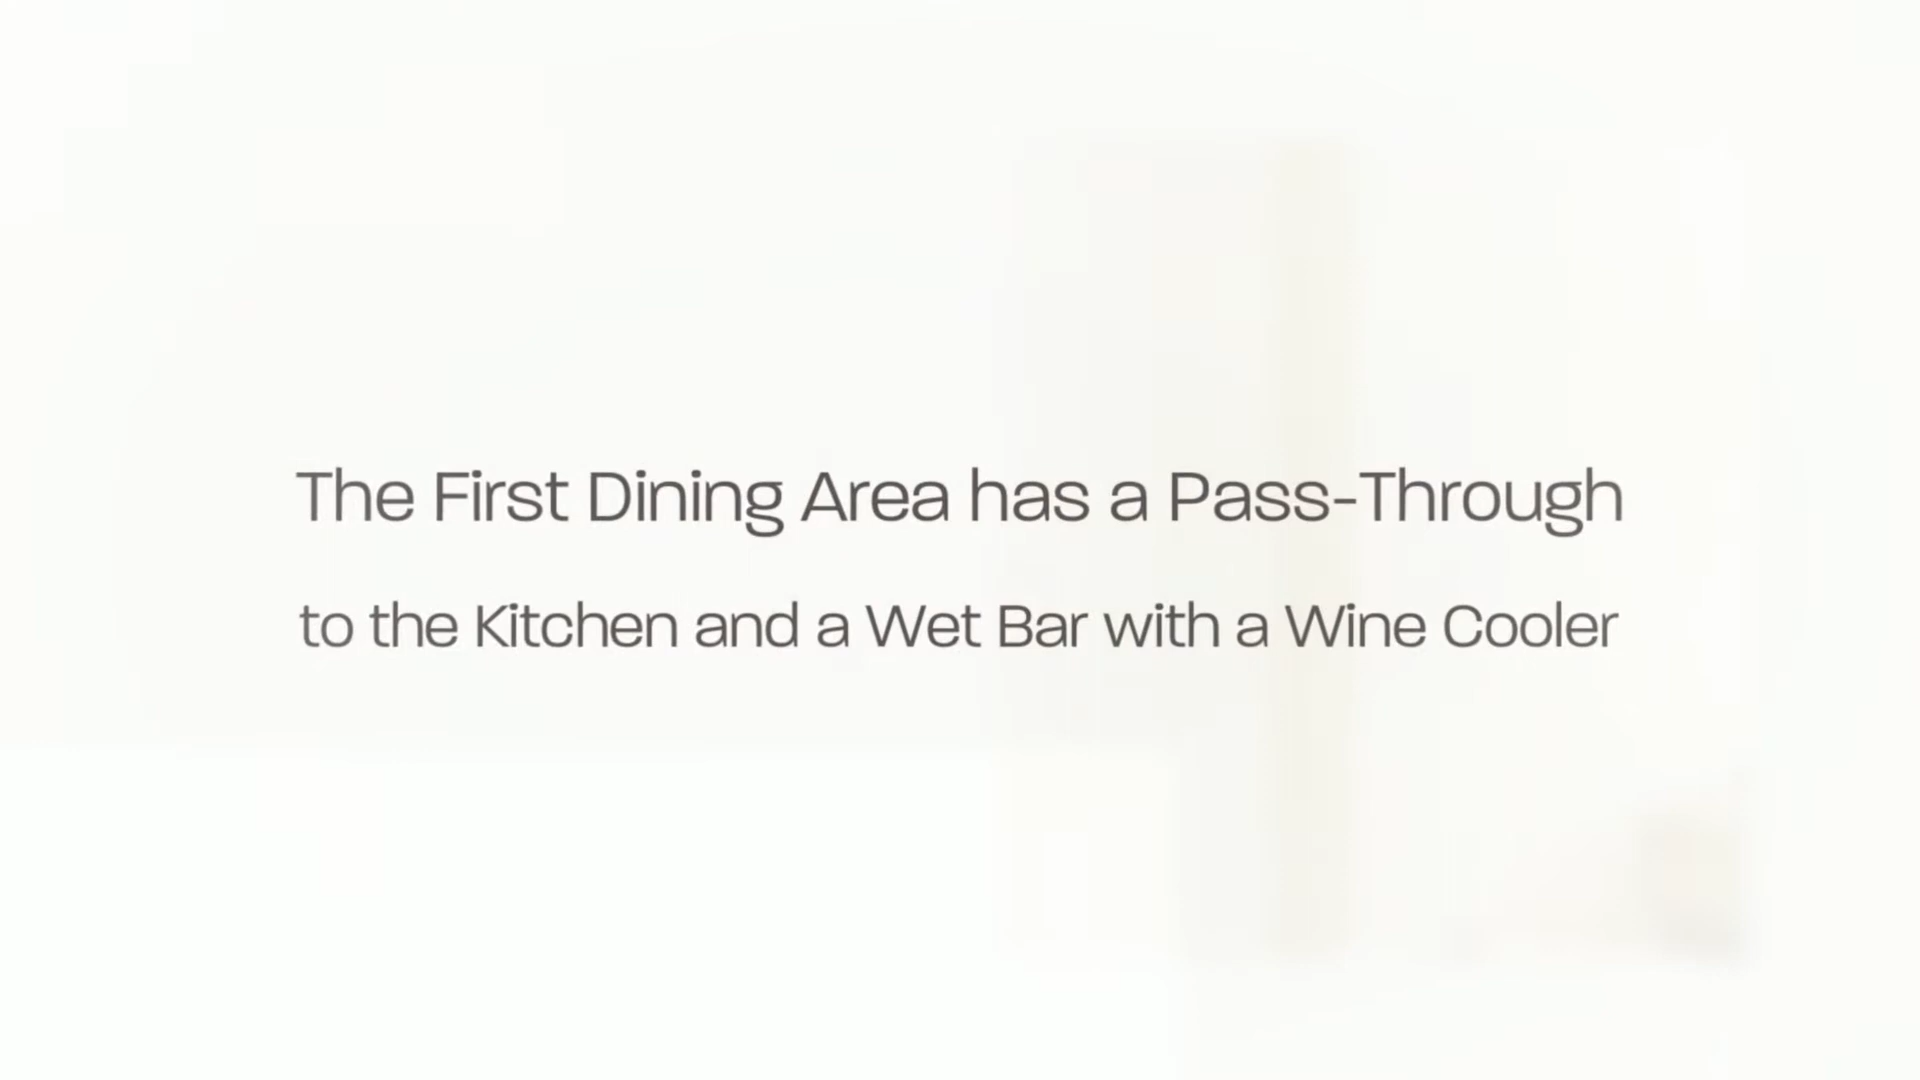 The First Dining Area has a Pass-Through
to the Kitchen and a Wet Bar with a Wine Cooler